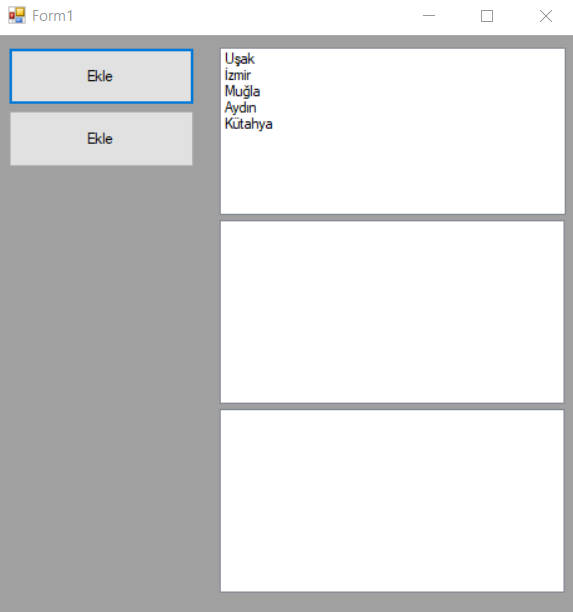 Form1
Ekle
Ekle
Uşak
İzmir
Muğla
Aydın
Kütahya